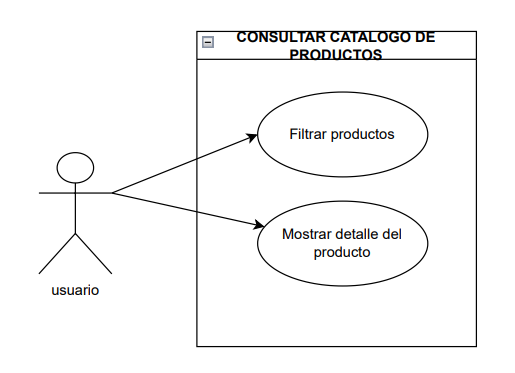 CONSULTAR CATALOGO DE
PRODUCTOS
Filtrar productos
Mostrar detalle del
producto
usuario